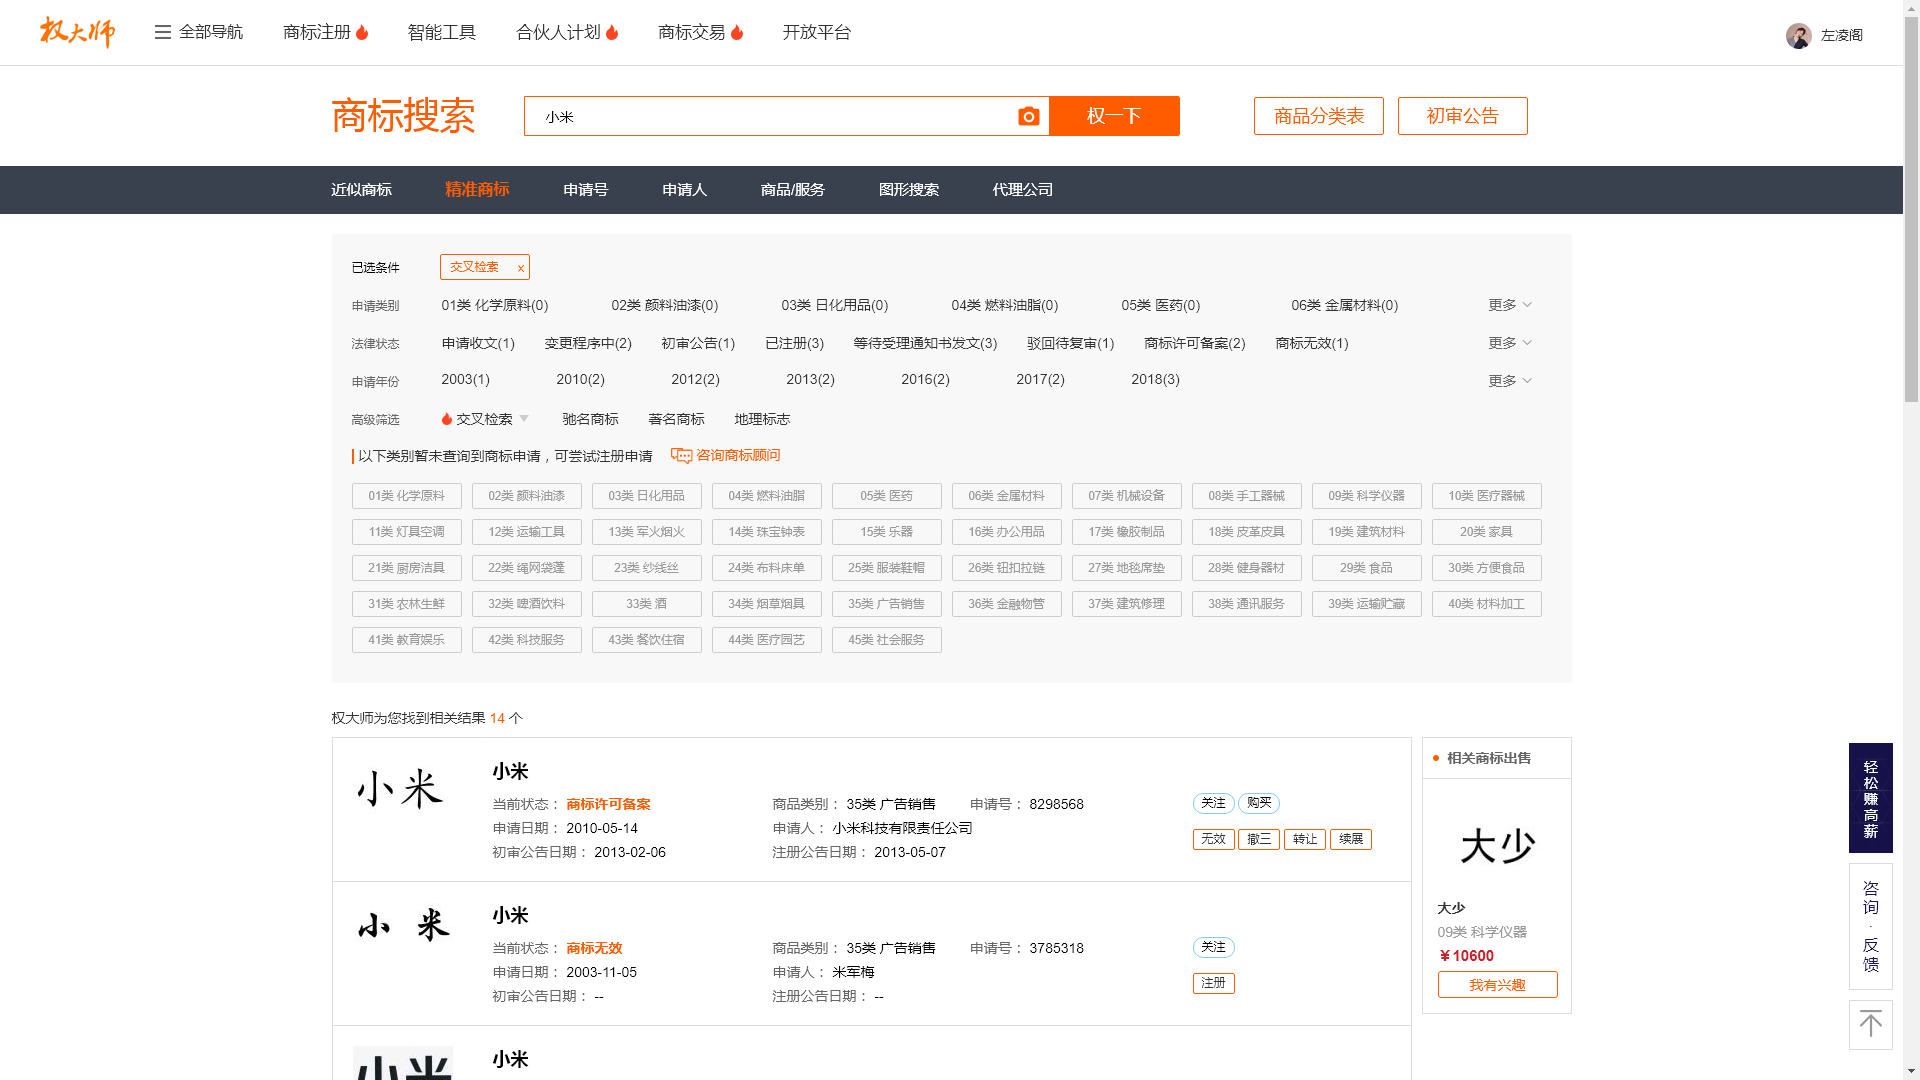 权大师 全部导航 商标注册 智能工具 合伙人计划 商标交易 开放平台 左凌阁
商标搜索 小米 权一下 商品分类表 初审公告
近似商标 精准商标 申请号 申请人 商品/服务 图形搜索 代理公司
已选条件 交叉检索 x
申请类别 01类 化学原料(0) 02类 颜料油漆(0) 03类 日化用品(0) 04类 燃料油脂(0) 05类 医药(0) 06类 金属材料(0) 更多
法律状态 申请收文(1) 变更程序中(2) 初审公告(1) 已注册(3) 等待受理通知书发文(3) 驳回待复审(1) 商标许可备案(2) 商标无效(1) 更多
申请年份 2003(1) 2010(2) 2012(2) 2013(2) 2016(2) 2017(2) 2018(3) 更多
高级筛选 交叉检索 驰名商标 著名商标 地理标志
以下类别暂未查询到商标申请，可尝试注册申请 咨询商标顾问
01类 化学原料 02类 颜料油漆 03类 日化用品 04类 燃料油脂 05类 医药 06类 金属材料 07类 机械设备 08类 手工器械 09类 科学仪器 10类 医疗器械
11类 灯具空调 12类 运输工具 13类 军火烟火 14类 珠宝钟表 15类 乐器 16类 办公用品 17类 橡胶制品 18类 皮革皮具 19类 建筑材料 20类 家具
21类 厨房洁具 22类 绳网袋蓬 23类 纱线丝 24类 布料床单 25类 服装鞋帽 26类 钮扣拉链 27类 地毯席垫 28类 健身器材 29类 食品 30类 方便食品
31类 农林生鲜 32类 啤酒饮料 33类 酒 34类 烟草烟具 35类 广告销售 36类 金融物管 37类 建筑修理 38类 通讯服务 39类 运输贮藏 40类 材料加工
41类 教育娱乐 42类 科技服务 43类 餐饮住宿 44类 医疗园艺 45类 社会服务
权大师为您找到相关结果 14 个
小米
小米
当前状态： 商标许可备案 商品类别： 35类 广告销售 申请号： 8298568 关注 购买
申请日期： 2010-05-14 申请人： 小米科技有限责任公司
无效 撤三 转让 续展
初审公告日期： 2013-02-06 注册公告日期： 2013-05-07
小 米
小米
当前状态： 商标无效 商品类别： 35类 广告销售 申请号： 3785318 关注
申请日期： 2003-11-05 申请人： 米军梅
注册
初审公告日期： -- 注册公告日期： --
小米
小米
相关商标出售
大少
大少
09类 科学仪器
￥10600
我有兴趣
轻松赚高薪
咨询·反馈